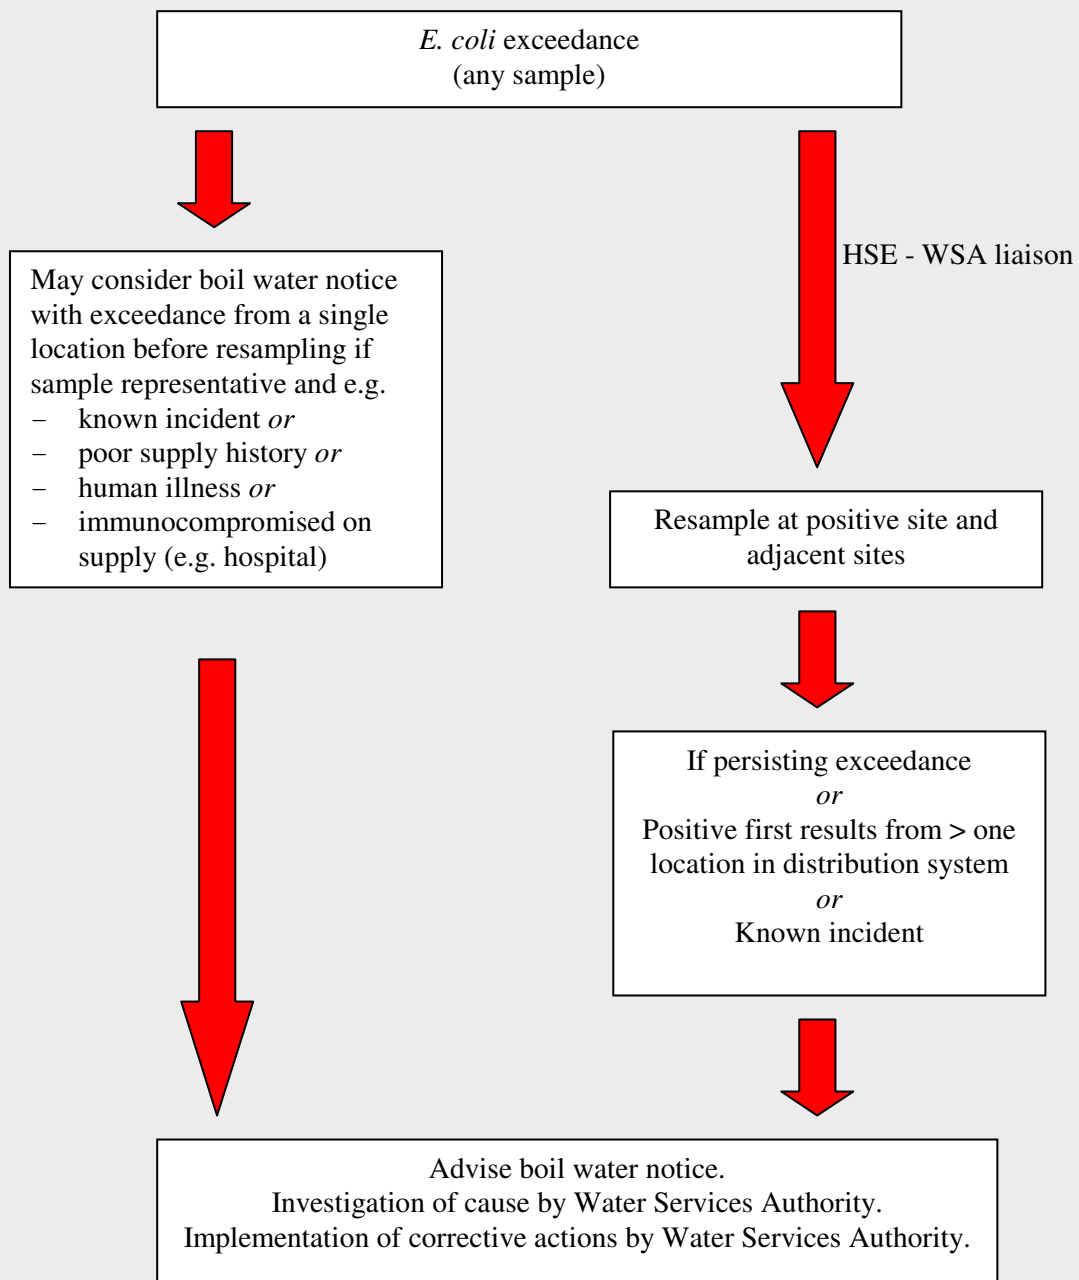 E. coli exceedance
(any sample)
HSE - WSA liaison
May consider boil water notice
with exceedance from a single
location before resampling if
sample representative and e.g.
– known incident or
– poor supply history or
– human illness or
– immunocompromised on
supply (e.g. hospital)
Resample at positive site and
adjacent sites
If persisting exceedance
or
Positive first results from > one
location in distribution system
or
Known incident
Advise boil water notice.
Investigation of cause by Water Services Authority.
Implementation of corrective actions by Water Services Authority.